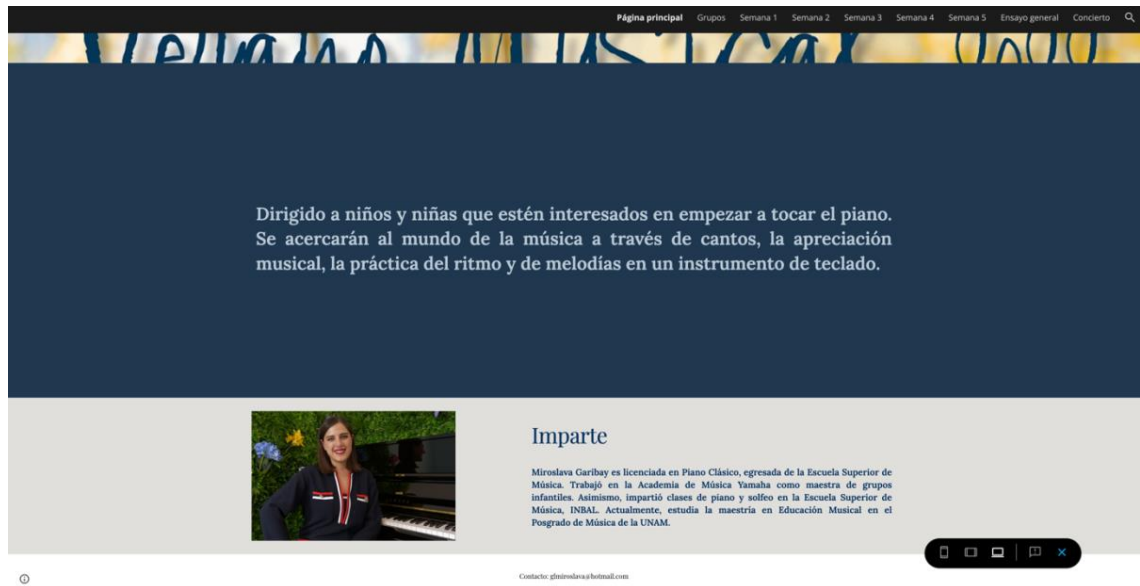 Página principal Grupos Semana 1 Semana 2 Semana 3 Semana 4 Semana 5 Ensayo general Concierto
Verano Musical
Dirigido a niños y niñas que estén interesados en empezar a tocar el piano.
Se acercarán al mundo de la música a través de cantos, la apreciación
musical, la práctica del ritmo y de melodías en un instrumento de teclado.
Imparte
Miroslava Garibay es licenciada en Piano Clásico, egresada de la Escuela Superior de
Música. Trabajó en la Academia de Música Yamaha como maestra de grupos
infantiles. Asimismo, impartió clases de piano y solfeo en la Escuela Superior de
Música, INBAL. Actualmente, estudia la maestría en Educación Musical en el
Posgrado de Música de la UNAM.
Contacto: gfmiroslava@hotmail.com